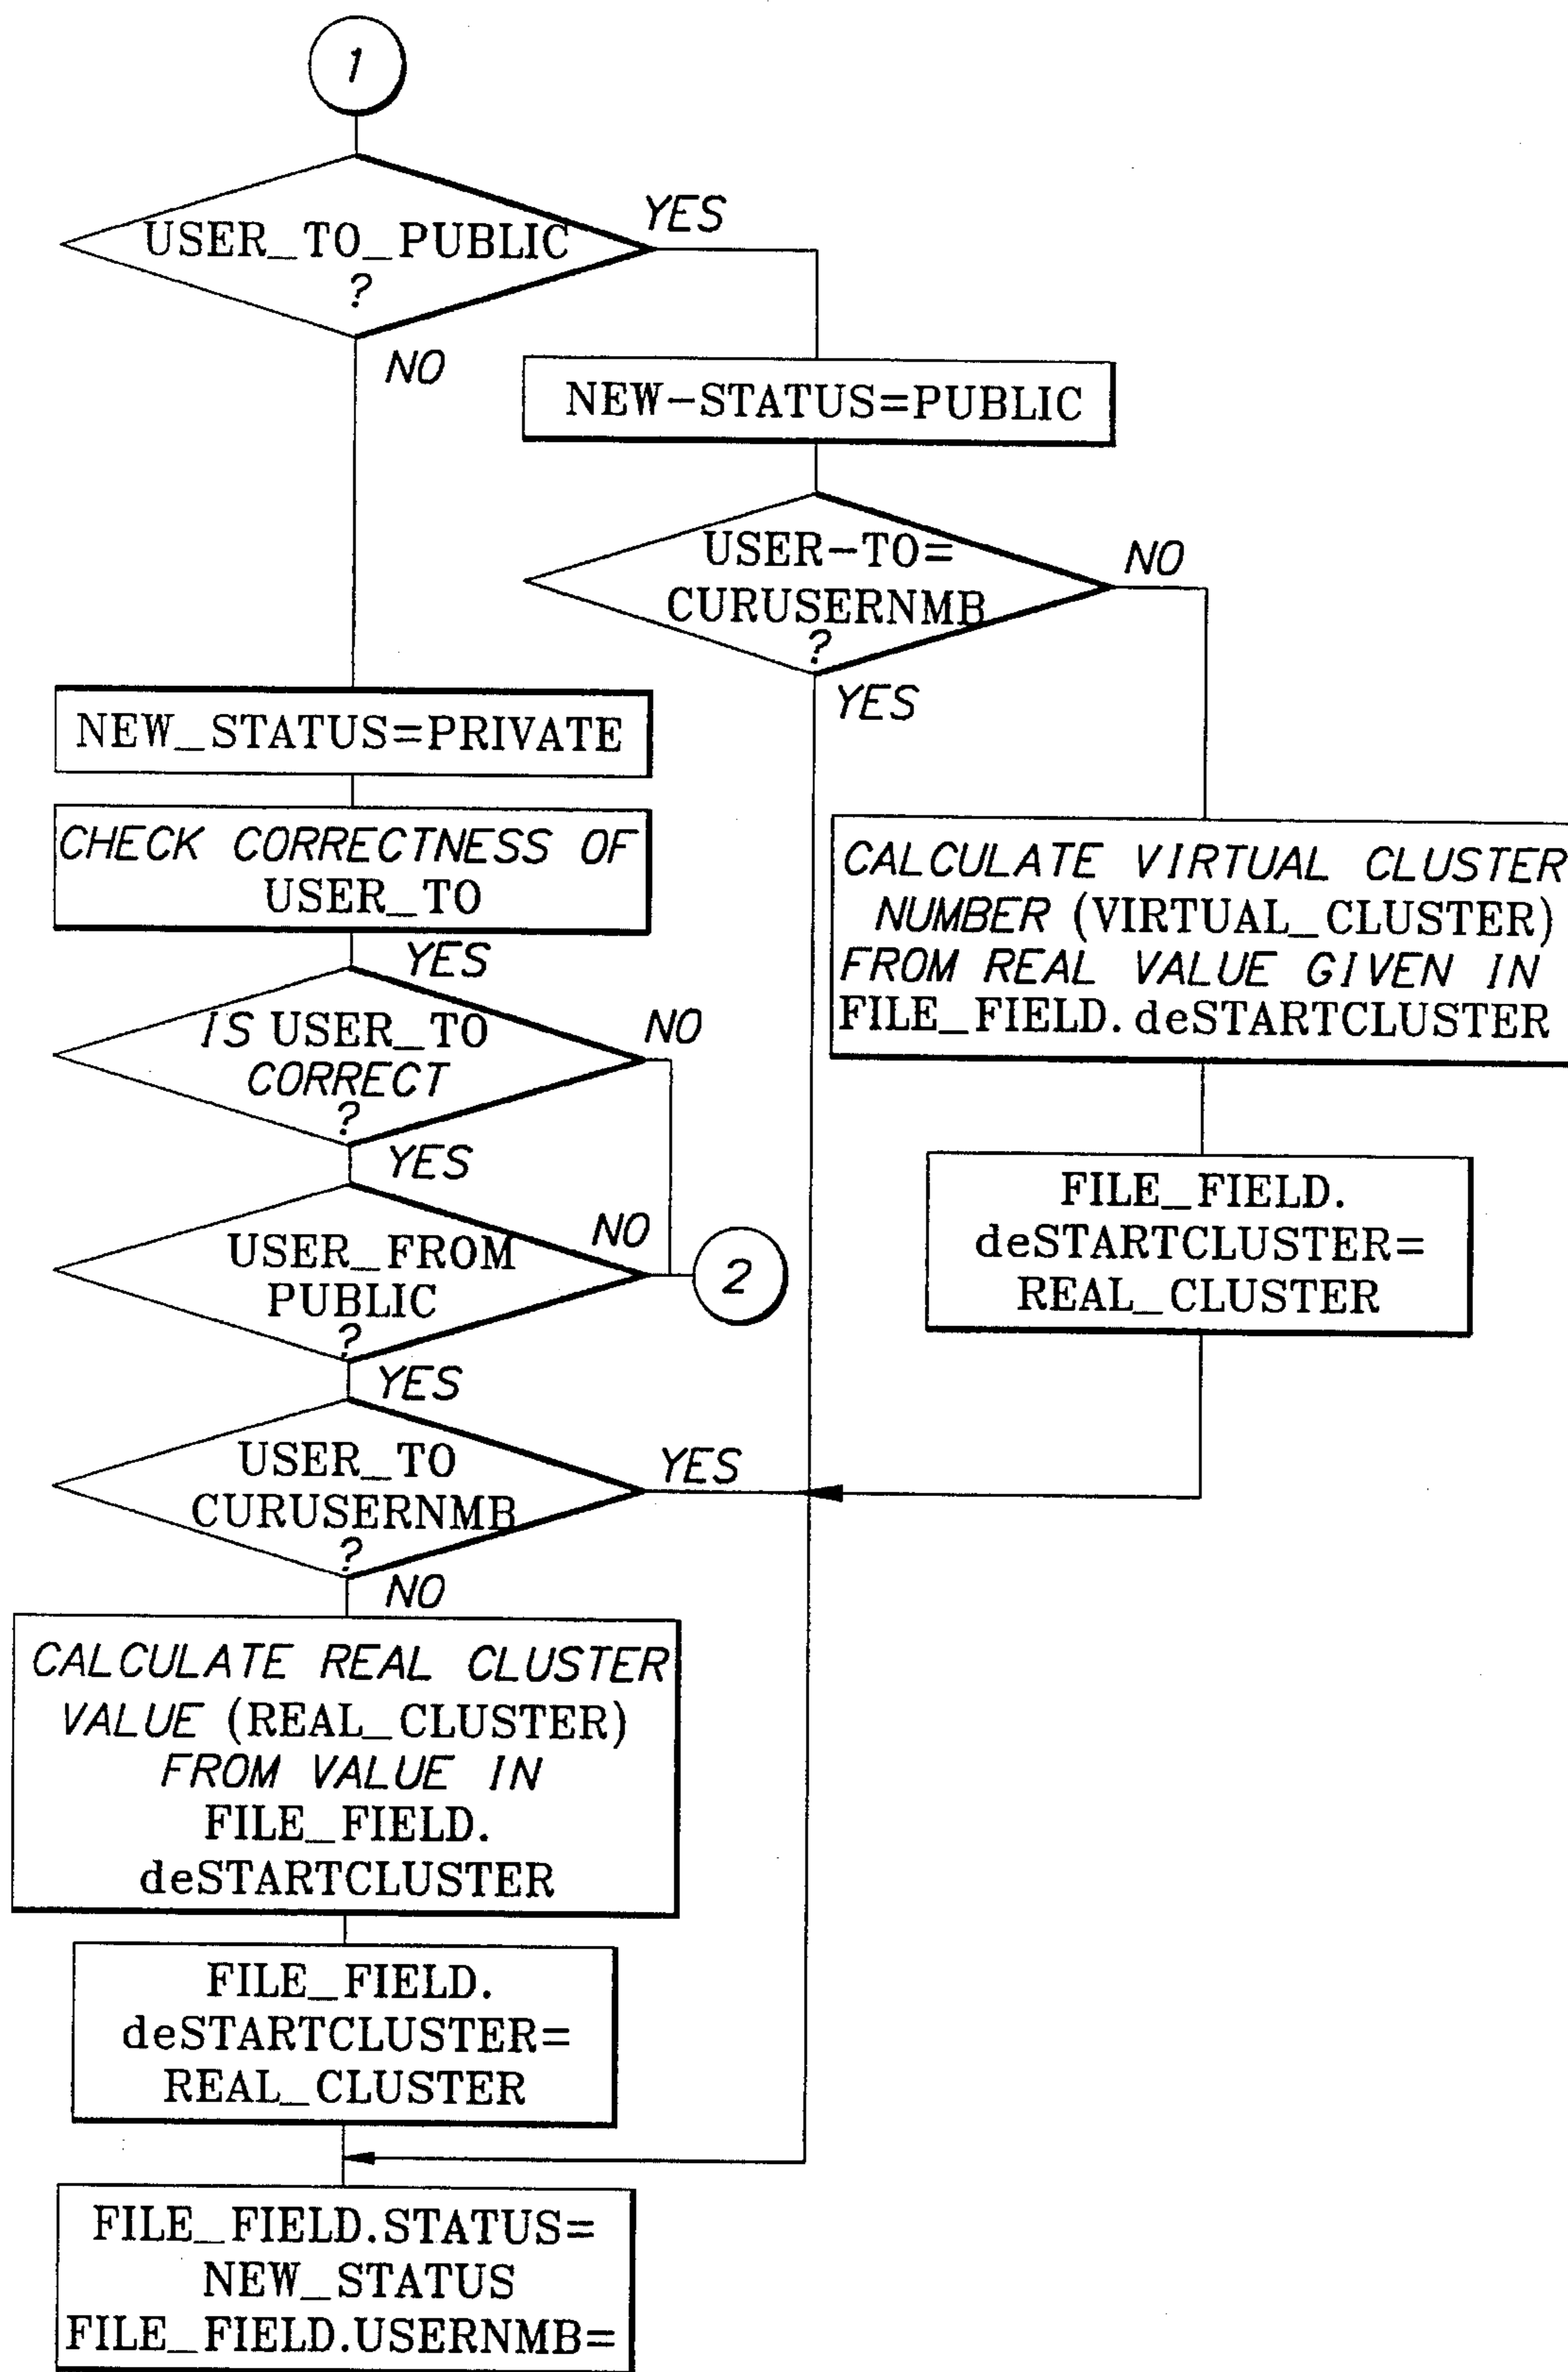 1
USER_TO_PUBLIC
?
YES
NO
NEW-STATUS=PUBLIC
USER-TO=
CURUSERNMB
?
NO
YES
NEW_STATUS=PRIVATE
CHECK CORRECTNESS OF
USER_TO
YES
IS USER_TO
CORRECT
?
NO
YES
CALCULATE VIRTUAL CLUSTER
NUMBER (VIRTUAL_CLUSTER)
FROM REAL VALUE GIVEN IN
FILE_FIELD. deSTARTCLUSTER
FILE_FIELD.
deSTARTCLUSTER=
REAL_CLUSTER
USER_FROM
PUBLIC
?
NO
2
YES
USER_TO
CURUSERNMB
?
YES
NO
CALCULATE REAL CLUSTER
VALUE (REAL_CLUSTER)
FROM VALUE IN
FILE_FIELD.
deSTARTCLUSTER
FILE_FIELD.
deSTARTCLUSTER=
REAL_CLUSTER
FILE_FIELD.STATUS=
NEW_STATUS
FILE_FIELD.USERNMB=